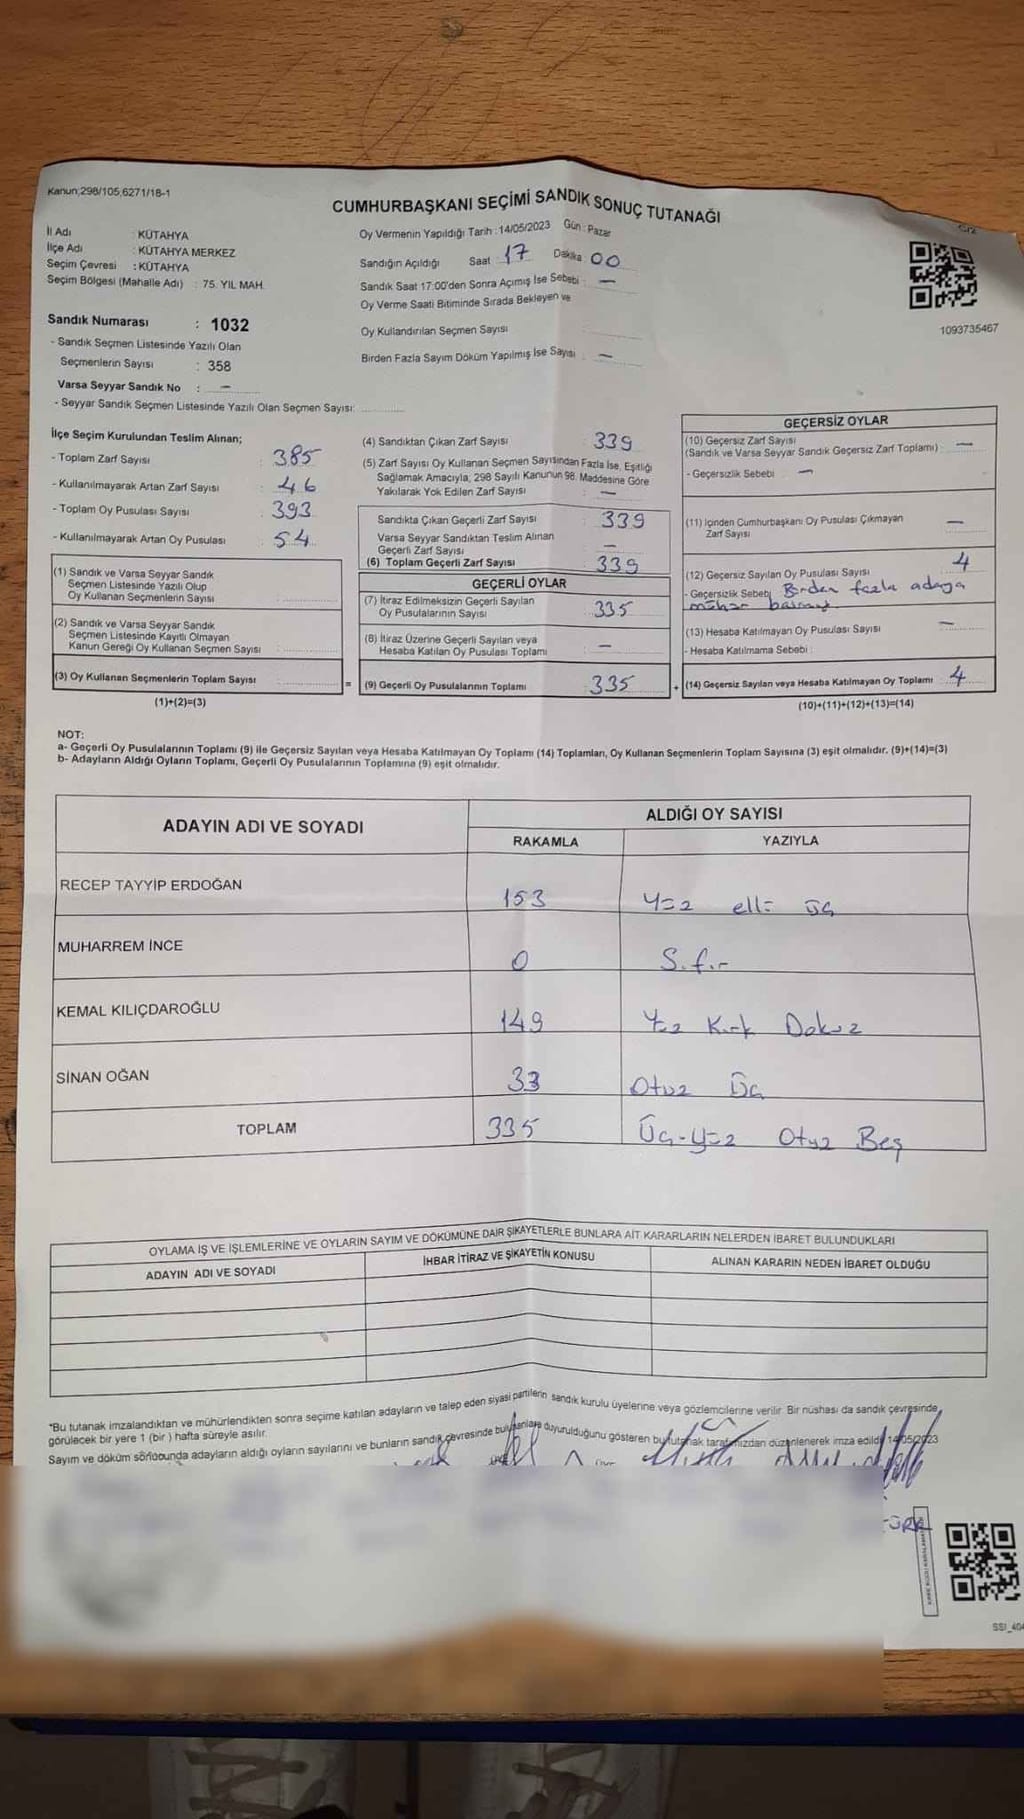 Kanun;298/105,6271/18-1
CUMHURBAŞKANI SEÇİMİ SANDIK SONUÇ TUTANAĞI
C/2
İl Adı : KÜTAHYA
İlçe Adı : KÜTAHYA MERKEZ
Seçim Çevresi : KÜTAHYA
Seçim Bölgesi (Mahalle Adı) : 75. YIL MAH.
Oy Vermenin Yapıldığı Tarih : 14/05/2023 Gün : Pazar
Sandığın Açıldığı Saat 17 Dakika 00
Sandık Saat 17:00'den Sonra Açımış İse Sebebi : —
Oy Verme Saati Bitiminde Sırada Bekleyen ve
Oy Kullandırılan Seçmen Sayısı
Birden Fazla Sayım Döküm Yapılmış İse Sayısı : —
1093735467
Sandık Numarası : 1032
- Sandık Seçmen Listesinde Yazılı Olan
Seçmenlerin Sayısı : 358
Varsa Seyyar Sandık No : —
- Seyyar Sandık Seçmen Listesinde Yazılı Olan Seçmen Sayısı:
İlçe Seçim Kurulundan Teslim Alınan;
- Toplam Zarf Sayısı : 385
- Kullanılmayarak Artan Zarf Sayısı : 46
- Toplam Oy Pusulası Sayısı : 393
- Kullanılmayarak Artan Oy Pusulası : 54
(1) Sandık ve Varsa Seyyar Sandık
Seçmen Listesinde Yazılı Olup
Oy Kullanan Seçmenlerin Sayısı
(2) Sandık ve Varsa Seyyar Sandık
Seçmen Listesinde Kayıtlı Olmayan
Kanun Gereği Oy Kullanan Seçmen Sayısı
(3) Oy Kullanan Seçmenlerin Toplam Sayısı
(1)+(2)=(3)
(4) Sandıktan Çıkan Zarf Sayısı : 339
(5) Zarf Sayısı Oy Kullanan Seçmen Sayısından Fazla İse, Eşitliği
Sağlamak Amacıyla, 298 Sayılı Kanunun 98. Maddesine Göre
Yakılarak Yok Edilen Zarf Sayısı : —
Sandıkta Çıkan Geçerli Zarf Sayısı : 339
Varsa Seyyar Sandıktan Teslim Alınan
Geçerli Zarf Sayısı : —
(6) Toplam Geçerli Zarf Sayısı : 339
GEÇERLİ OYLAR
(7) İtiraz Edilmeksizin Geçerli Sayılan
Oy Pusulalarının Sayısı : 335
(8) İtiraz Üzerine Geçerli Sayılan veya
Hesaba Katılan Oy Pusulası Toplamı : —
= (9) Geçerli Oy Pusulalarının Toplamı 335
GEÇERSİZ OYLAR
(10) Geçersiz Zarf Sayısı
(Sandık ve Varsa Seyyar Sandık Geçersiz Zarf Toplamı) : —
- Geçersizlik Sebebi : —
(11) İçinden Cumhurbaşkanı Oy Pusulası Çıkmayan
Zarf Sayısı —
(12) Geçersiz Sayılan Oy Pusulası Sayısı : 4
- Geçersizlik Sebebi Birden fazla adaya
mühür basmış
(13) Hesaba Katılmayan Oy Pusulası Sayısı : —
- Hesaba Katılmama Sebebi :
+ (14) Geçersiz Sayılan veya Hesaba Katılmayan Oy Toplamı : 4
(10)+(11)+(12)+(13)=(14)
NOT:
a- Geçerli Oy Pusulalarının Toplamı (9) ile Geçersiz Sayılan veya Hesaba Katılmayan Oy Toplamı (14) Toplamları, Oy Kullanan Seçmenlerin Toplam Sayısına (3) eşit olmalıdır. (9)+(14)=(3)
b- Adayların Aldığı Oyların Toplamı, Geçerli Oy Pusulalarının Toplamına (9) eşit olmalıdır.
ADAYIN ADI VE SOYADI
ALDIĞI OY SAYISI
RAKAMLA YAZIYLA
RECEP TAYYİP ERDOĞAN 153 Yüz elli üç
MUHARREM İNCE 0 Sıfır
KEMAL KILIÇDAROĞLU 149 Yüz Kırk Dokuz
SİNAN OĞAN 33 Otuz Üç
TOPLAM 335 Üç-yüz Otuz Beş
OYLAMA İŞ VE İŞLEMLERİNE VE OYLARIN SAYIM VE DÖKÜMÜNE DAİR ŞİKAYETLERLE BUNLARA AİT KARARLARIN NELERDEN İBARET BULUNDUKLARI
ADAYIN ADI VE SOYADI İHBAR İTİRAZ VE ŞİKAYETİN KONUSU ALINAN KARARIN NEDEN İBARET OLDUĞU
"Bu tutanak imzalandıktan ve mühürlendikten sonra seçime katılan adayların ve talep eden siyasi partilerin sandık kurulu üyelerine veya gözlemcilerine verilir. Bir nüshası da sandık çevresinde
görülecek bir yere 1 (bir) hafta süreyle asılır.
Sayım ve döküm sonucunda adayların aldığı oyların sayılarını ve bunların sandık çevresinde bulunanlara duyurulduğunu gösteren bu tutanak tarafımızdan düzenlenerek imza edildi 14/05/2023
SSI_404